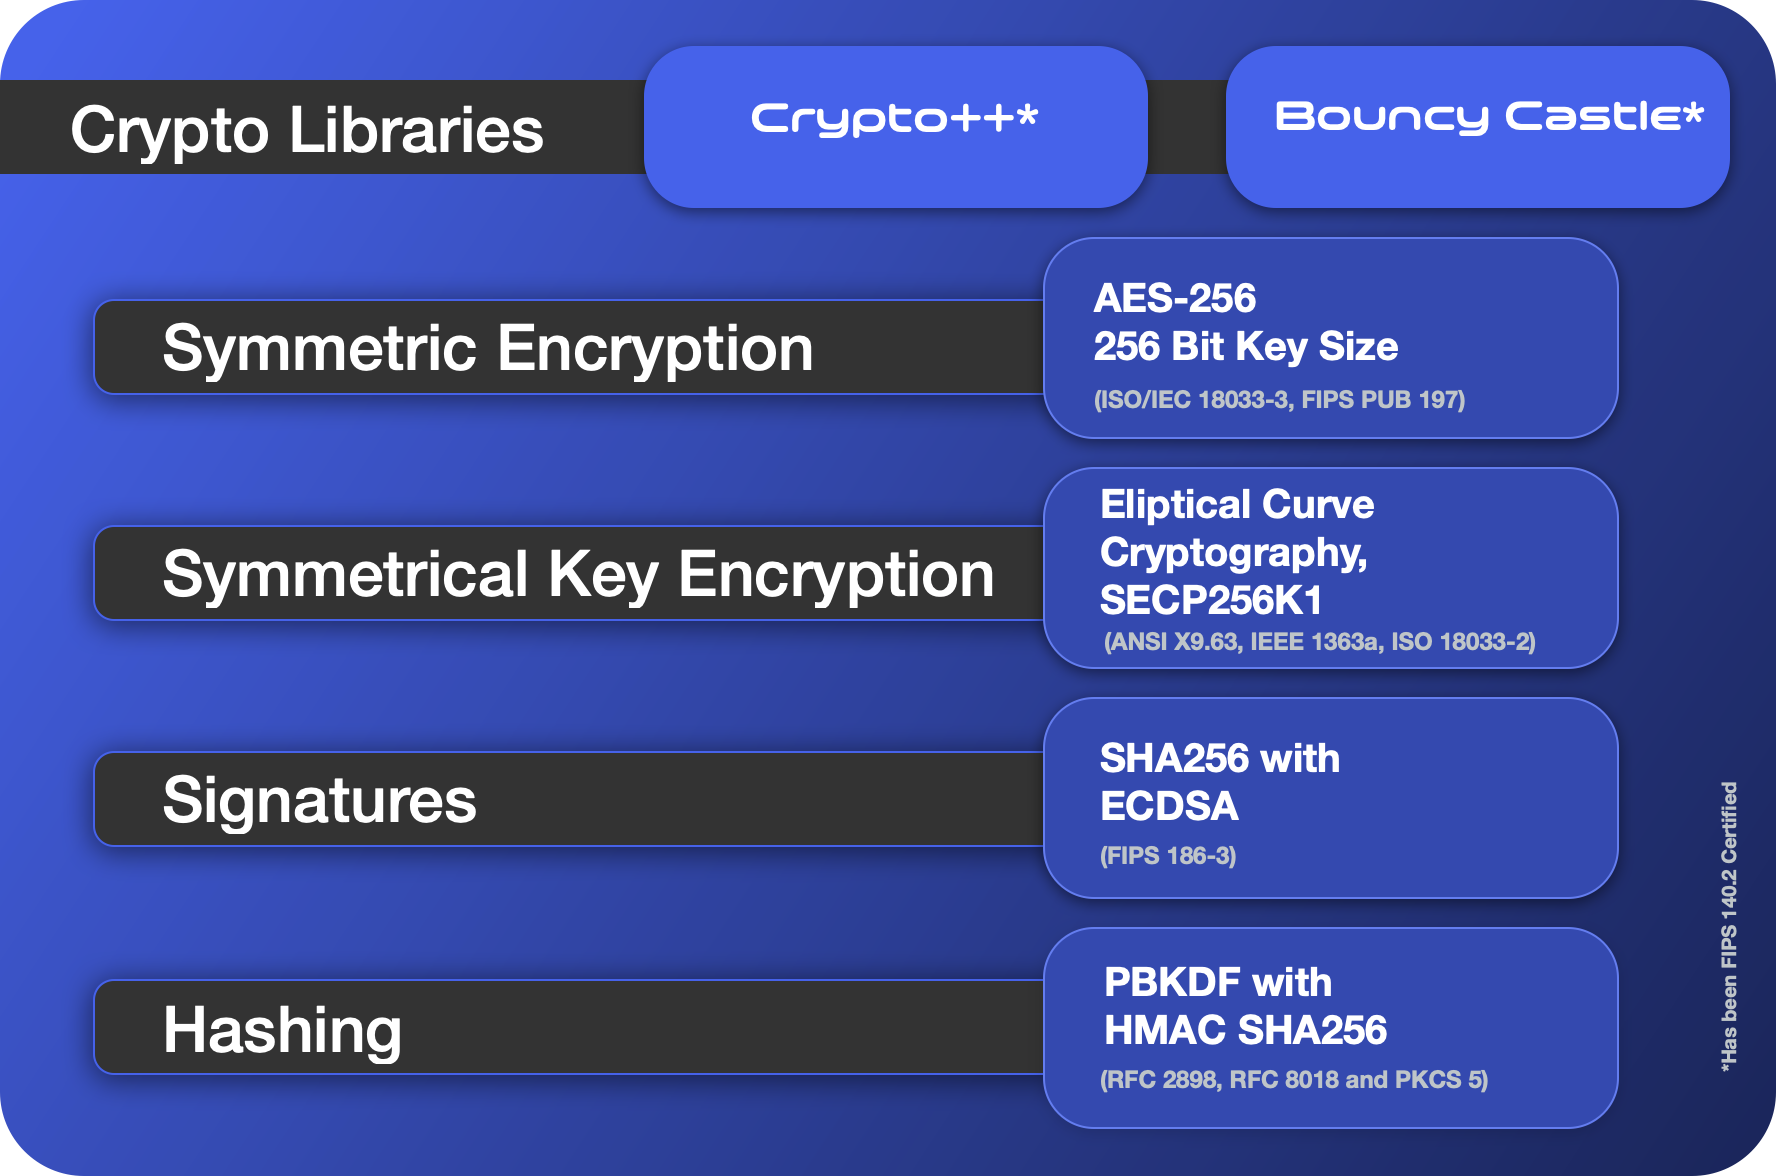 Crypto Libraries
Crypto++*
Bouncy Castle*
Symmetric Encryption
AES-256
256 Bit Key Size
(ISO/IEC 18033-3, FIPS PUB 197)
Symmetrical Key Encryption
Eliptical Curve
Cryptography,
SECP256K1
(ANSI X9.63, IEEE 1363a, ISO 18033-2)
Signatures
SHA256 with
ECDSA
(FIPS 186-3)
Hashing
PBKDF with
HMAC SHA256
(RFC 2898, RFC 8018 and PKCS 5)
*Has been FIPS 140.2 Certified